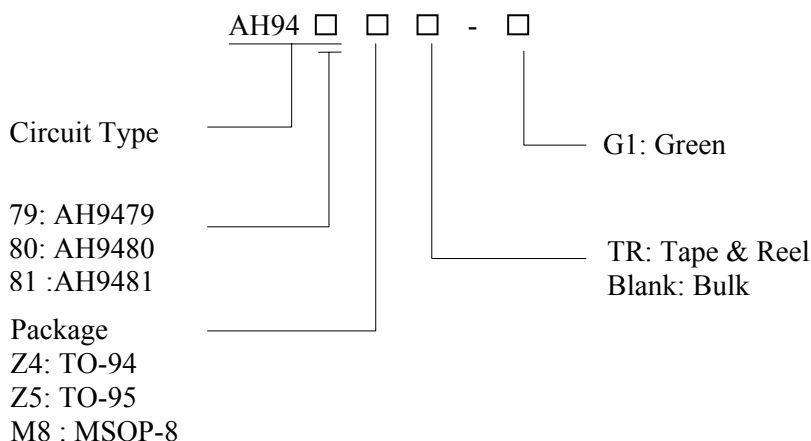 AH94 □ □ □ - □
Circuit Type
G1: Green
79: AH9479
80: AH9480
81 :AH9481
TR: Tape & Reel
Blank: Bulk
Package
Z4: TO-94
Z5: TO-95
M8 : MSOP-8